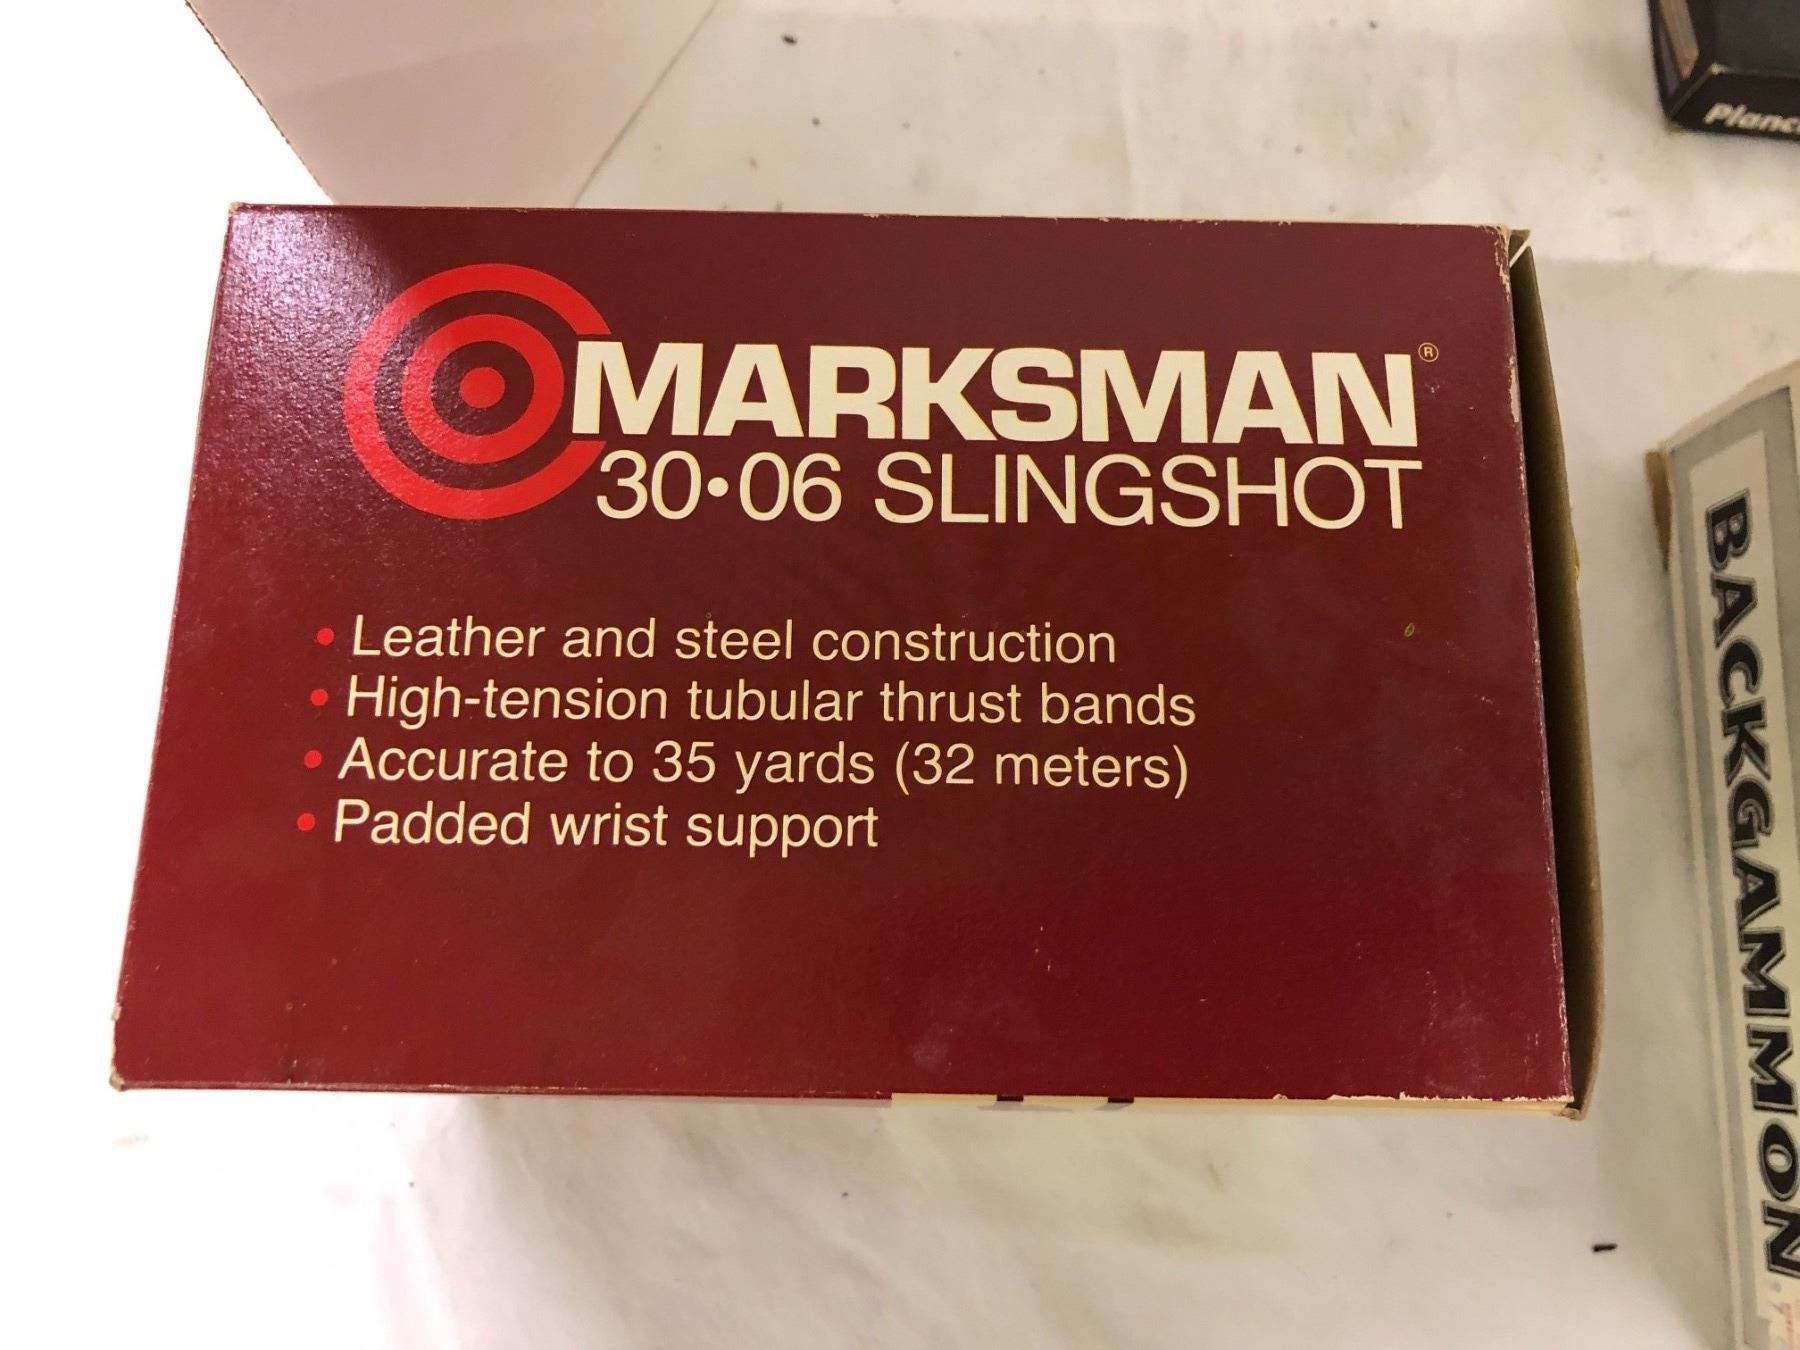 MARKSMAN®
30•06 SLINGSHOT
• Leather and steel construction
• High-tension tubular thrust bands
• Accurate to 35 yards (32 meters)
• Padded wrist support
BACKGAMMON